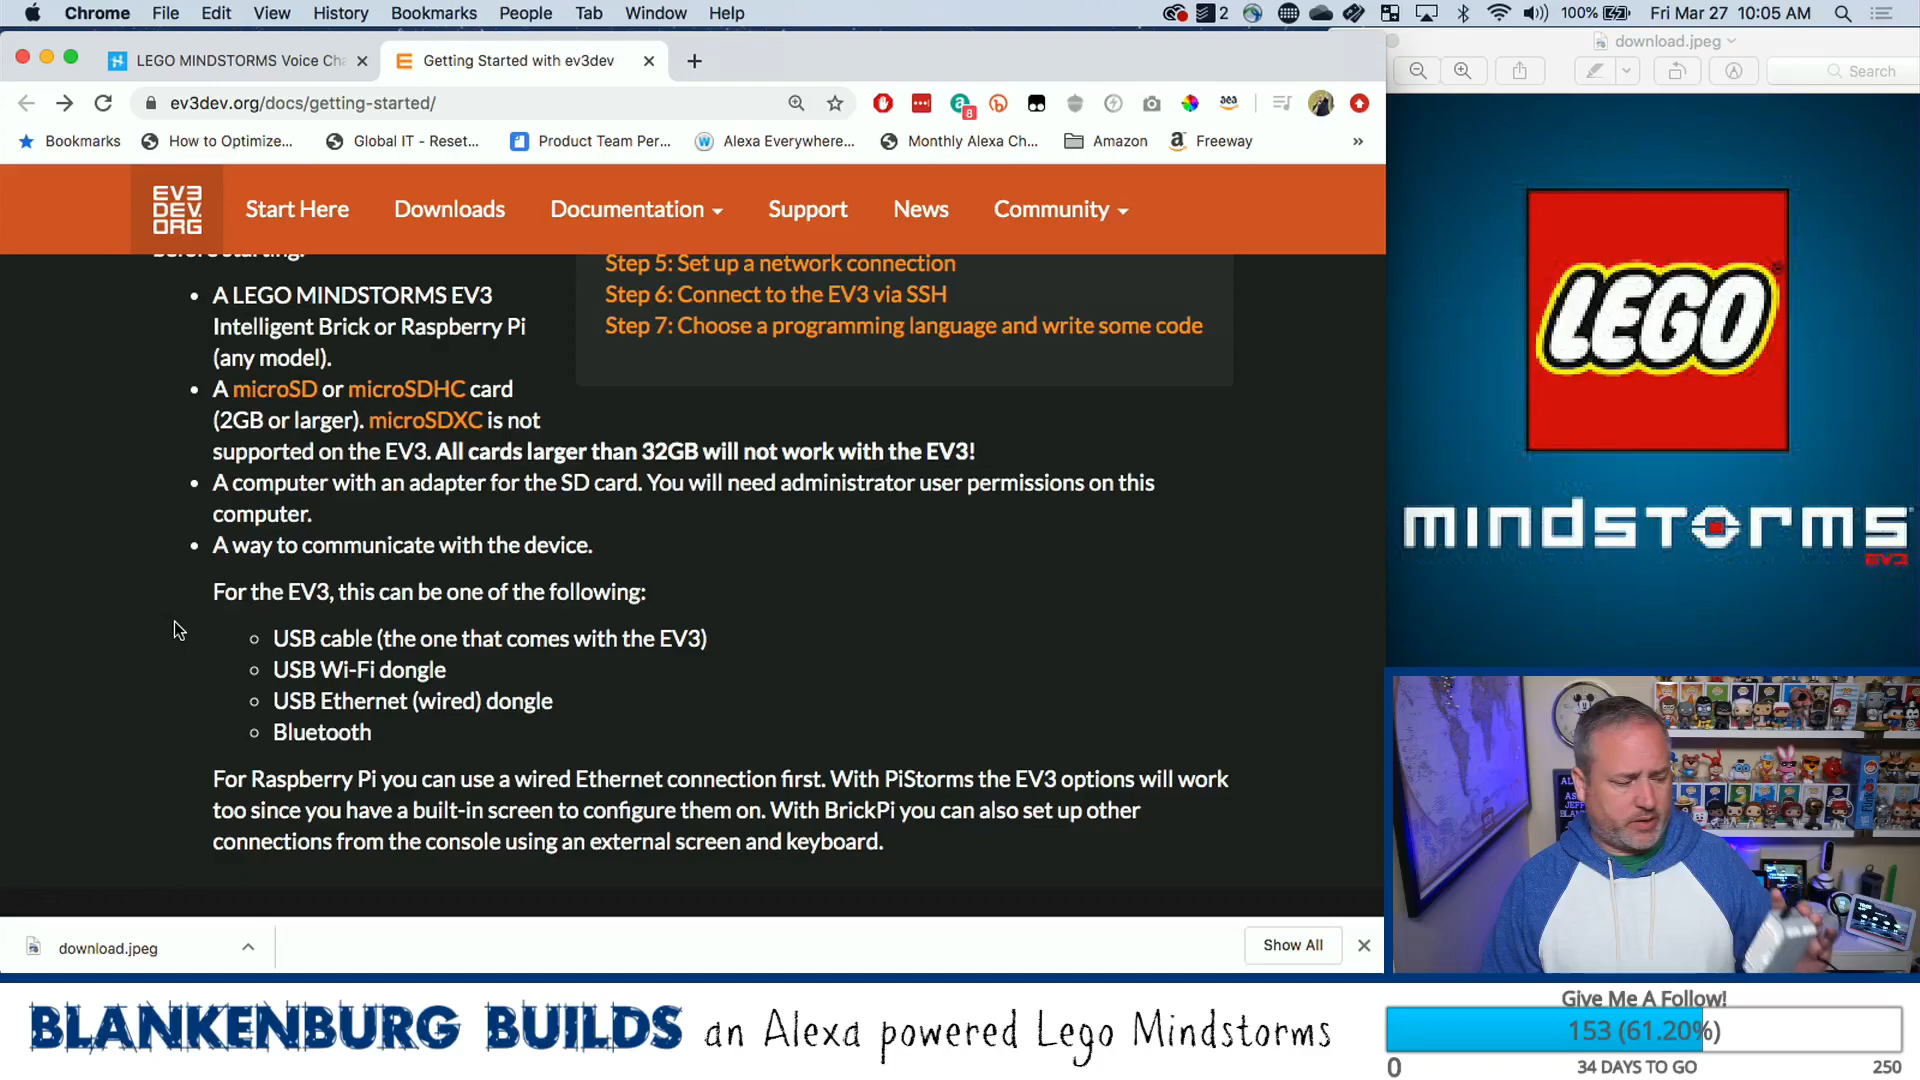 Chrome File Edit View History Bookmarks People Tab Window Help 2 100% Fri Mar 27 10:05 AM
download.jpeg
LEGO MINDSTORMS Voice Cha Getting Started with ev3dev
ev3dev.org/docs/getting-started/ 8
Search
Bookmarks How to Optimize... Global IT - Reset... Product Team Per... Alexa Everywhere... Monthly Alexa Ch... Amazon Freeway »
EV3 DEV. ORG Start Here Downloads Documentation Support News Community
Before starting:
Step 5: Set up a network connection
Step 6: Connect to the EV3 via SSH
Step 7: Choose a programming language and write some code
• A LEGO MINDSTORMS EV3
Intelligent Brick or Raspberry Pi
(any model).
• A microSD or microSDHC card
(2GB or larger). microSDXC is not
supported on the EV3. All cards larger than 32GB will not work with the EV3!
• A computer with an adapter for the SD card. You will need administrator user permissions on this
computer.
• A way to communicate with the device.
For the EV3, this can be one of the following:
◦ USB cable (the one that comes with the EV3)
◦ USB Wi-Fi dongle
◦ USB Ethernet (wired) dongle
◦ Bluetooth
For Raspberry Pi you can use a wired Ethernet connection first. With PiStorms the EV3 options will work
too since you have a built-in screen to configure them on. With BrickPi you can also set up other
connections from the console using an external screen and keyboard.
LEGO
mindstorms
EV3
download.jpeg Show All
BLANKENBURG BUILDS an Alexa powered Lego Mindstorms
Give Me A Follow!
153 (61.20%)
0 34 DAYS TO GO 250